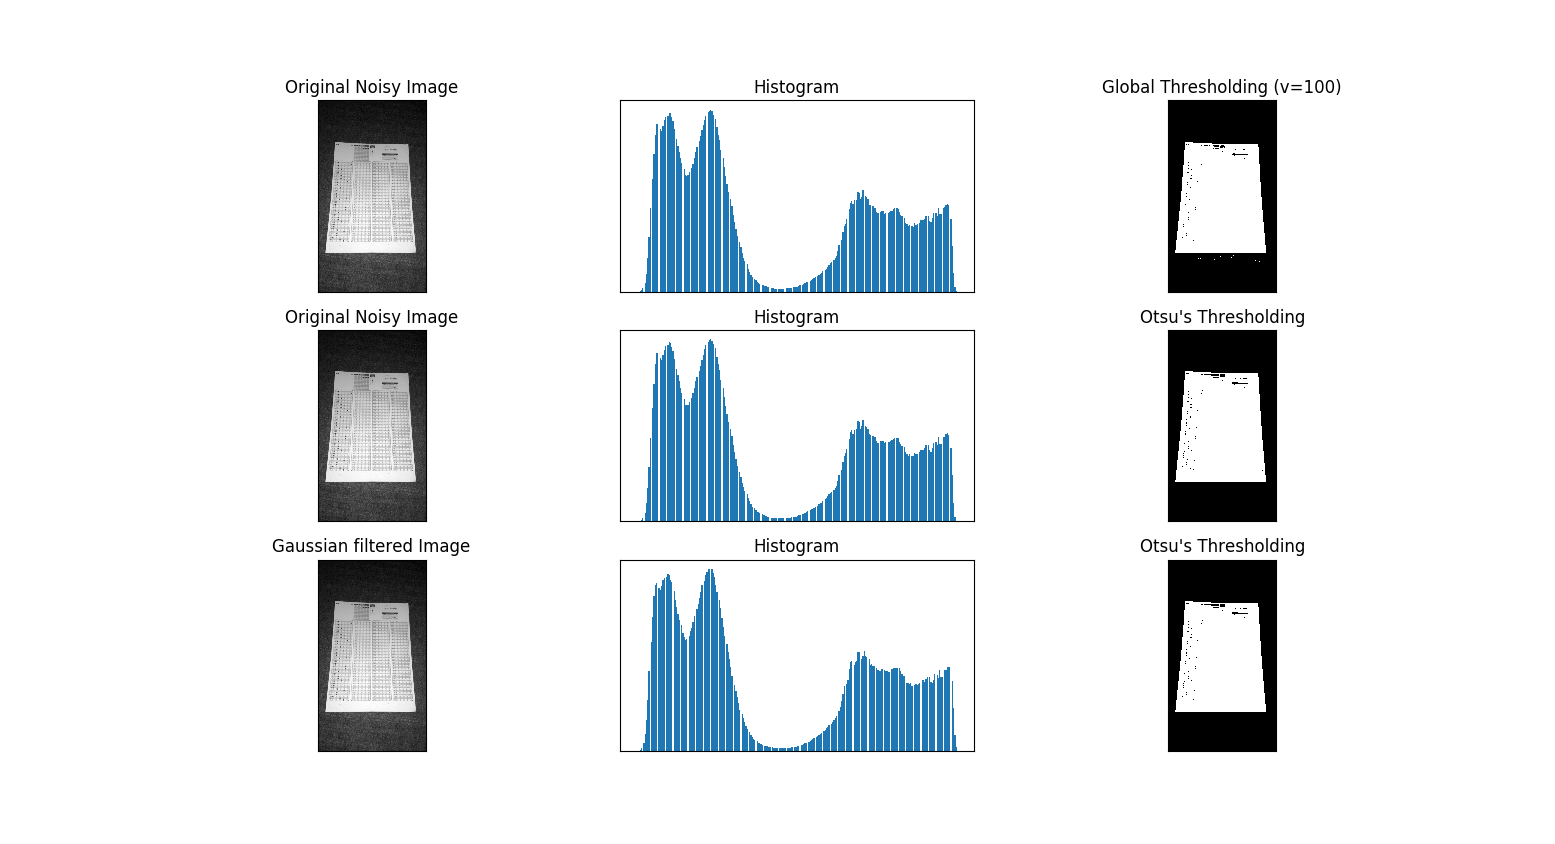 Original Noisy Image
Histogram
Global Thresholding (v=100)
Original Noisy Image
Histogram
Otsu's Thresholding
Gaussian filtered Image
Histogram
Otsu's Thresholding